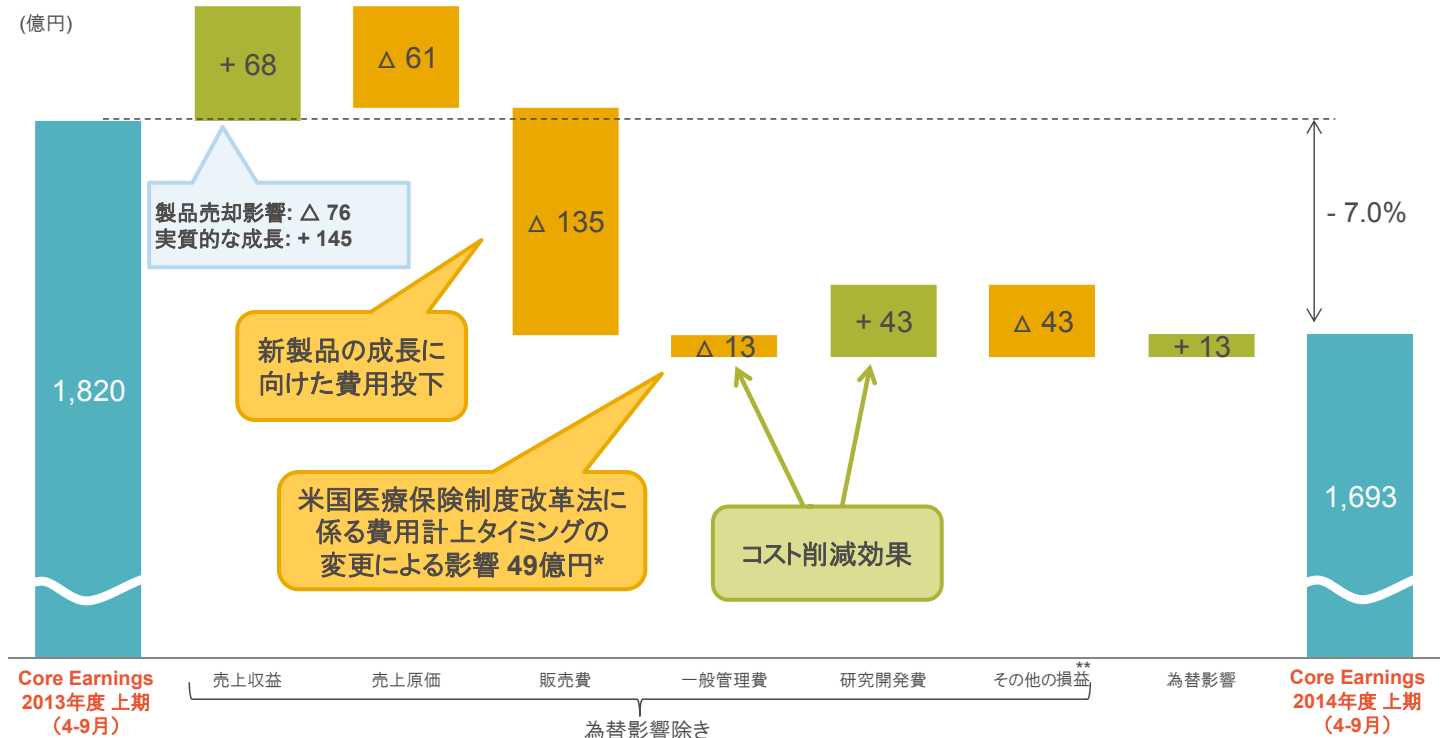 (億円)
+ 68
△ 61
製品売却影響: △ 76
実質的な成長: + 145
△ 135
- 7.0%
新製品の成長に
向けた費用投下
△ 13
+ 43
△ 43
+ 13
1,820
米国医療保険制度改革法に
係る費用計上タイミングの
変更による影響 49億円*
コスト削減効果
1,693
Core Earnings
2013年度 上期
（4-9月）
売上収益
売上原価
販売費
一般管理費
研究開発費
その他の損益**
為替影響
為替影響除き
Core Earnings
2014年度 上期
（4-9月）